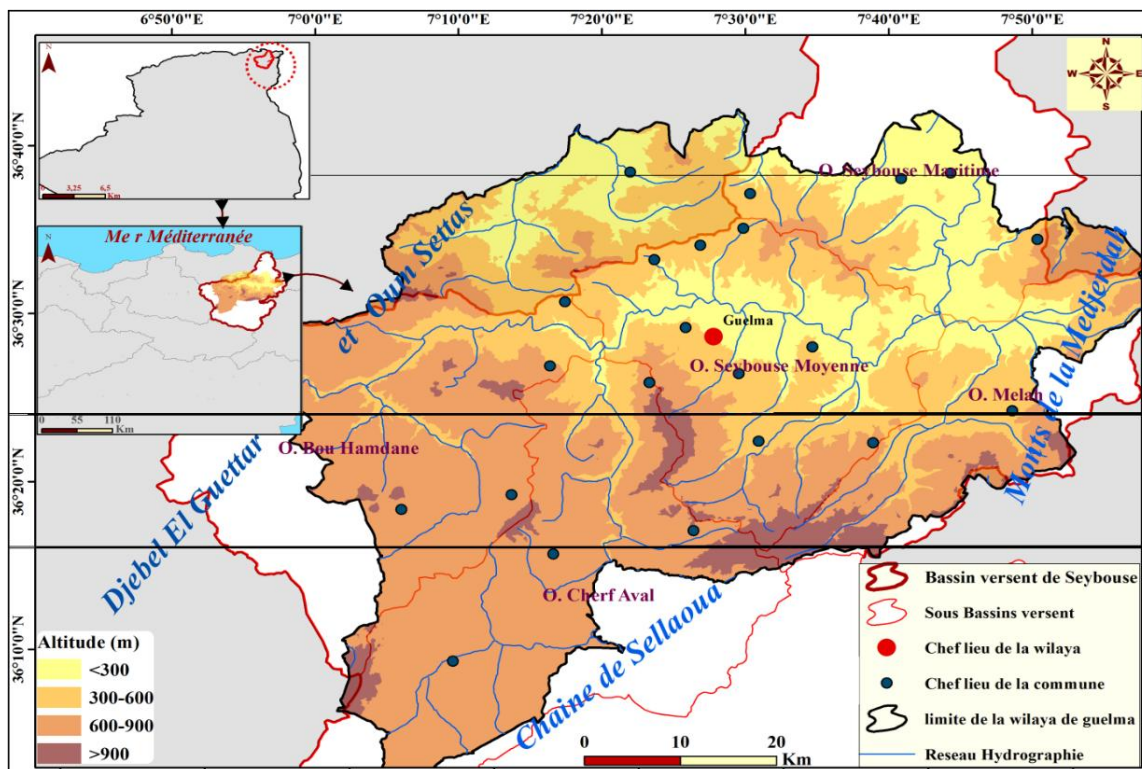 6°50'0"E
7°0'0"E
7°10'0"E
7°20'0"E
7°30'0"E
7°40'0"E
7°50'0"E
36°40'0"N
36°30'0"N
36°20'0"N
36°10'0"N
N
0 3,25 6,5
Km
N
W E
S
N
Me r Méditerranée
0 55 110
Km
O. Seybouse Maritime
et Oum Settas
Guelma
O. Seybouse Moyenne
O. Melah
Monts de la Medjerdah
O. Bou Hamdane
Djebel El Guettar
O. Cherf Aval
Chaine de Sellaoua
Altitude (m)
<300
300-600
600-900
>900
0 10 20
Km
Bassin versent de Seybouse
Sous Bassins versent
Chef lieu de la wilaya
Chef lieu de la commune
limite de la wilaya de guelma
Reseau Hydrographie